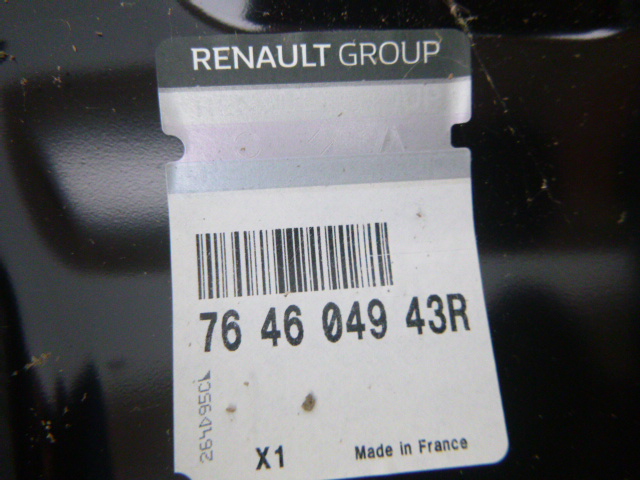 RENAULT GROUP
76 46 049 43R
X1
Made in France